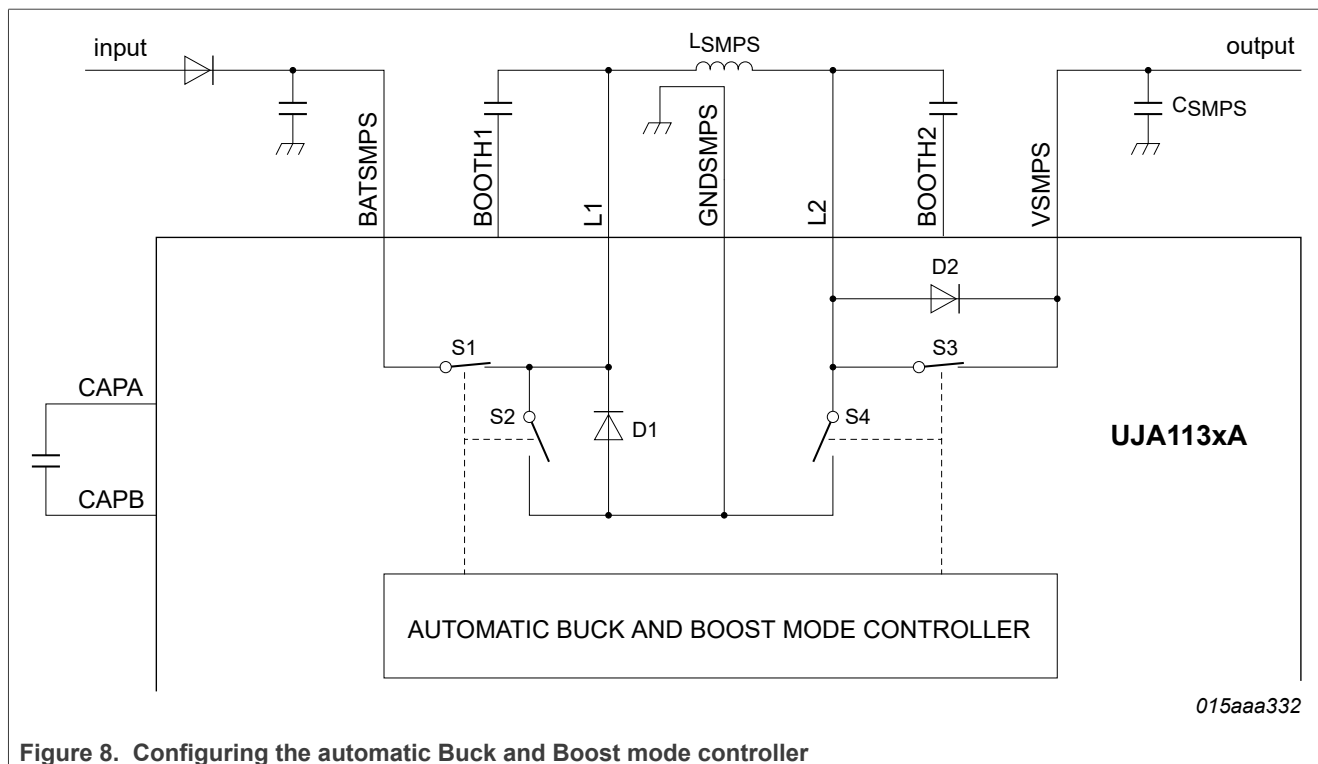 input
LSMPS
output
CSMPS
BATSMPS
BOOTH1
L1
GNDSMPS
L2
BOOTH2
VSMPS
D2
S1
S3
CAPA
S2
D1
S4
UJA113xA
CAPB
AUTOMATIC BUCK AND BOOST MODE CONTROLLER
015aaa332
Figure 8. Configuring the automatic Buck and Boost mode controller